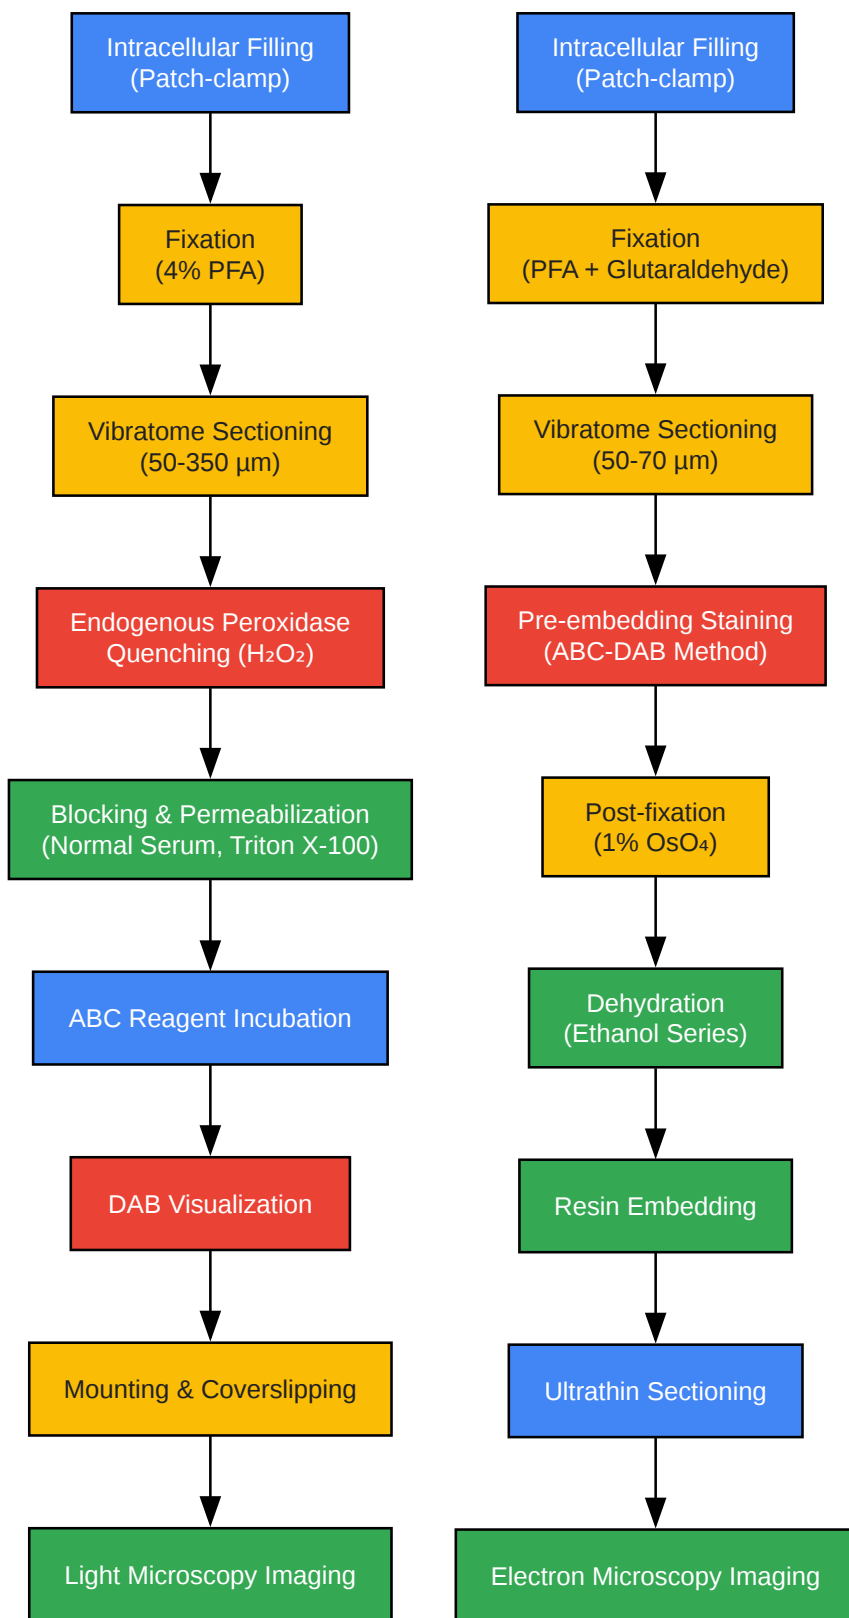 Intracellular Filling
(Patch-clamp)
Fixation
(4% PFA)
Vibratome Sectioning
(50-350 µm)
Endogenous Peroxidase
Quenching (H₂O₂)
Blocking & Permeabilization
(Normal Serum, Triton X-100)
ABC Reagent Incubation
DAB Visualization
Mounting & Coverslipping
Light Microscopy Imaging
Intracellular Filling
(Patch-clamp)
Fixation
(PFA + Glutaraldehyde)
Vibratome Sectioning
(50-70 µm)
Pre-embedding Staining
(ABC-DAB Method)
Post-fixation
(1% OsO₄)
Dehydration
(Ethanol Series)
Resin Embedding
Ultrathin Sectioning
Electron Microscopy Imaging